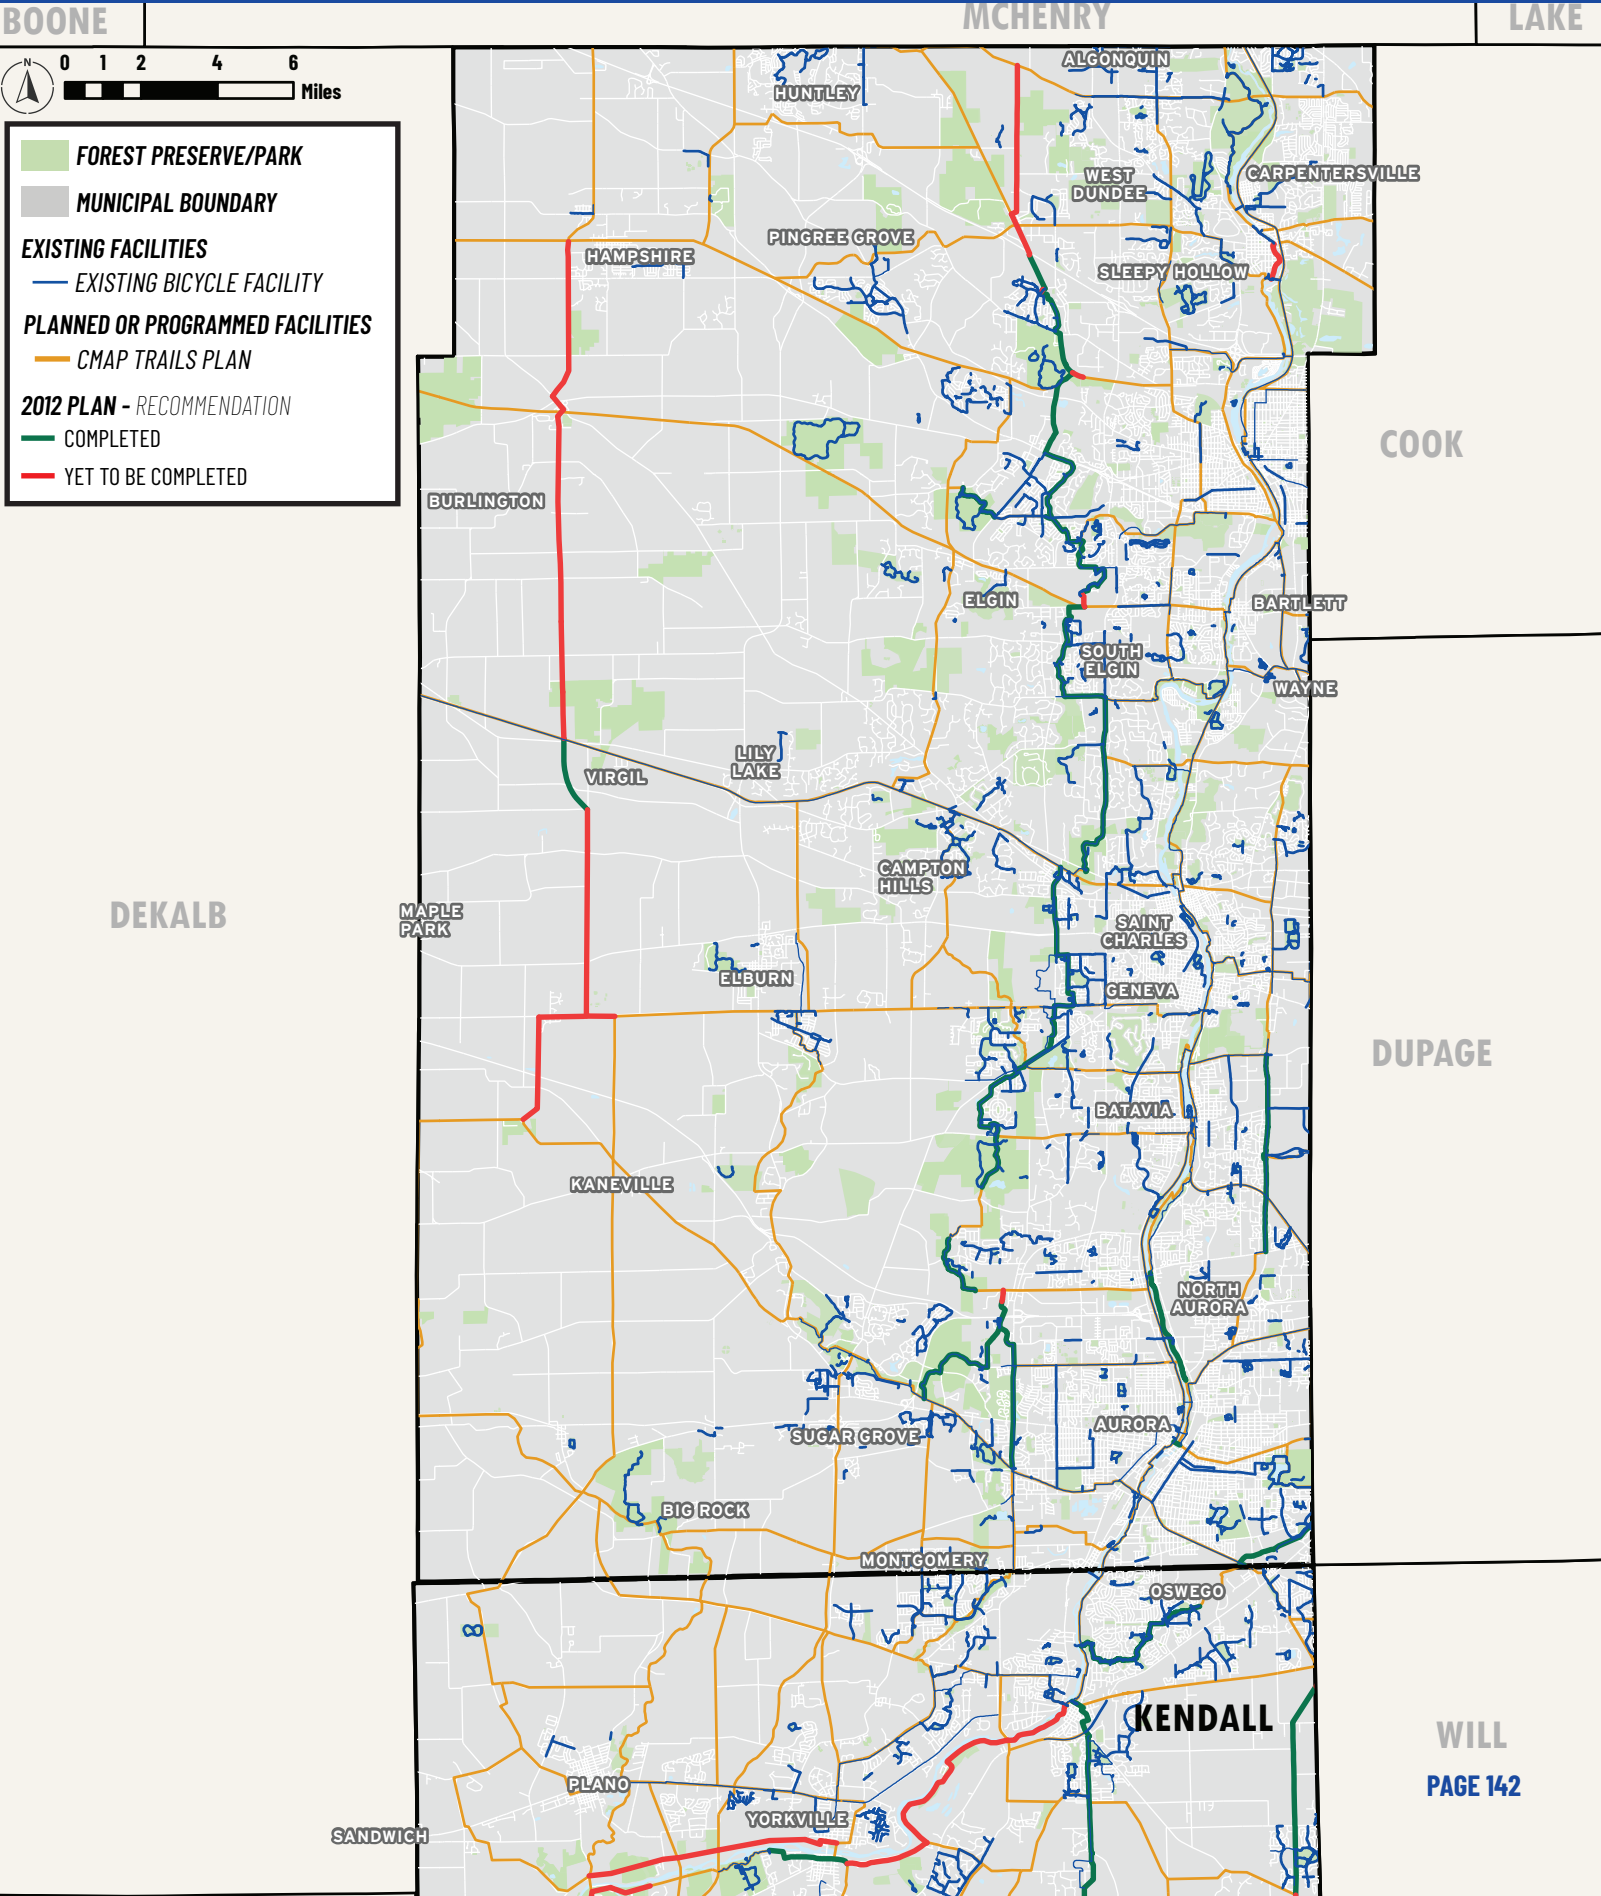 BOONE
MCHENRY
LAKE
N
0 1 2 4 6
Miles
FOREST PRESERVE/PARK
MUNICIPAL BOUNDARY
EXISTING FACILITIES
EXISTING BICYCLE FACILITY
PLANNED OR PROGRAMMED FACILITIES
CMAP TRAILS PLAN
2012 PLAN - RECOMMENDATION
COMPLETED
YET TO BE COMPLETED
ALGONQUIN
HUNTLEY
WEST
DUNDEE
CARPENTERSVILLE
PINGREE GROVE
HAMPSHIRE
SLEEPY HOLLOW
COOK
BURLINGTON
ELGIN
BARTLETT
SOUTH
ELGIN
WAYNE
LILY
LAKE
VIRGIL
CAMPTON
HILLS
DEKALB
MAPLE
PARK
SAINT
CHARLES
ELBURN
GENEVA
DUPAGE
BATAVIA
KANEVILLE
NORTH
AURORA
AURORA
SUGAR GROVE
BIG ROCK
MONTGOMERY
OSWEGO
KENDALL
WILL
PAGE 142
PLANO
YORKVILLE
SANDWICH